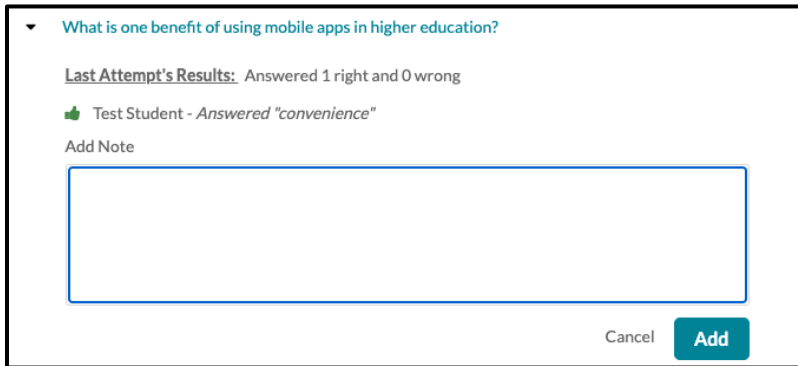 What is one benefit of using mobile apps in higher education?
Last Attempt's Results: Answered 1 right and 0 wrong
Test Student - Answered "convenience"
Add Note
Cancel Add